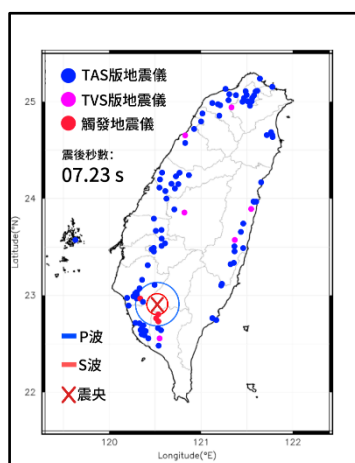 TAS版地震儀
TVS版地震儀
觸發地震儀
震後秒數:
07.23 s
P波
S波
震央
25
24
23
22
Latitude(°N)
120
121
122
Longitude(°E)